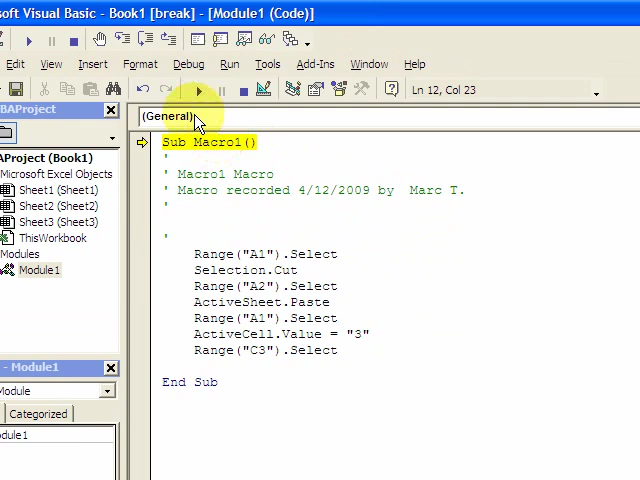 soft Visual Basic - Book1 [break] - [Module1 (Code)]
Edit View Insert Format Debug Run Tools Add-Ins Window Help
Ln 12, Col 23
BAProject
(General)
AProject (Book1)
Microsoft Excel Objects
Sheet1 (Sheet1)
Sheet2 (Sheet2)
Sheet3 (Sheet3)
ThisWorkbook
Modules
Module1
Sub Macro1()
'
' Macro1 Macro
' Macro recorded 4/12/2009 by Marc T.
'
'
Range("A1").Select
Selection.Cut
Range("A2").Select
ActiveSheet.Paste
Range("A1").Select
ActiveCell.Value = "3"
Range("C3").Select
End Sub
- Module1
Module
Categorized
odule1